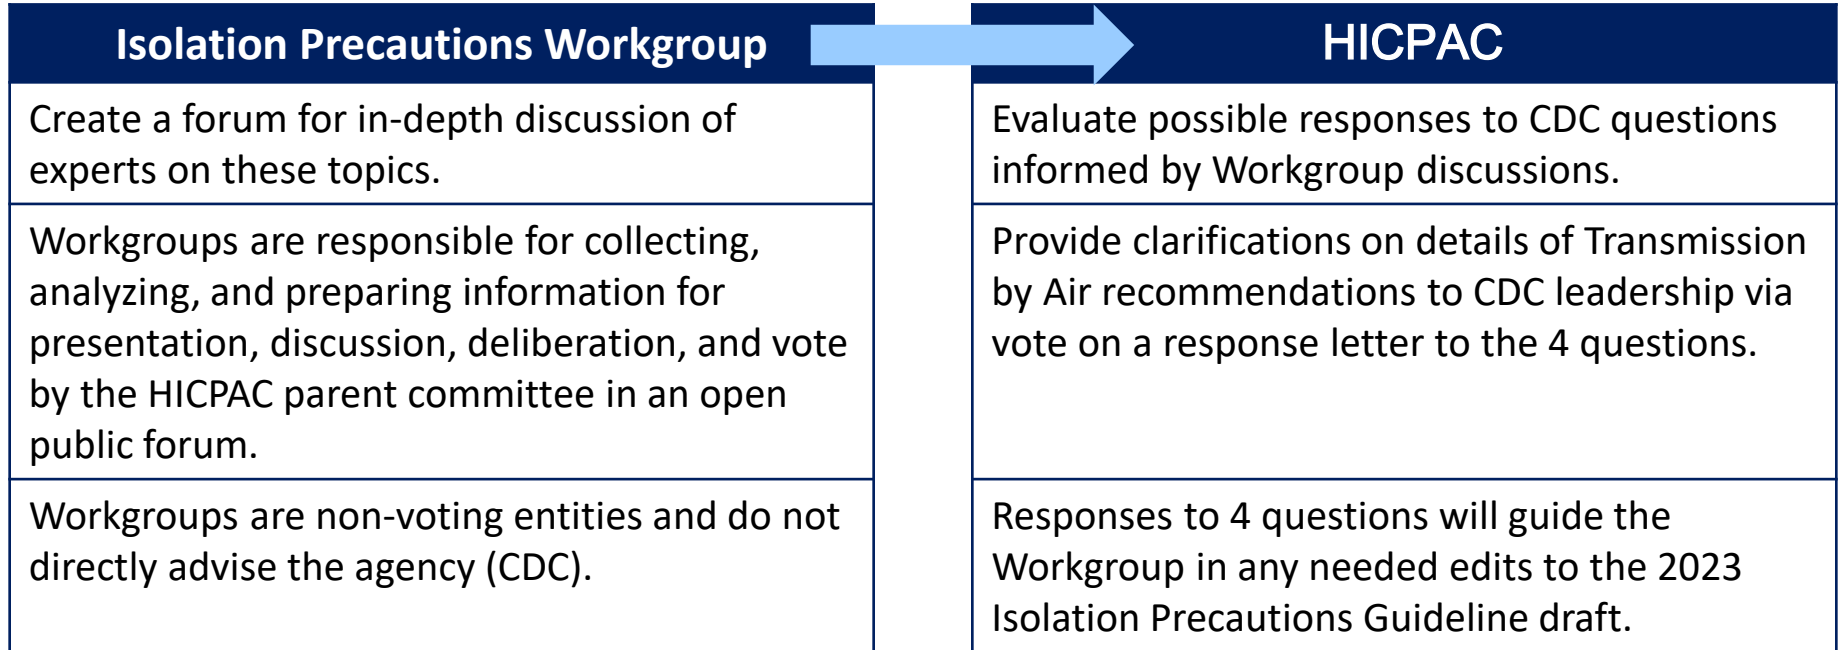 Isolation Precautions Workgroup
Create a forum for in-depth discussion of
experts on these topics.
Workgroups are responsible for collecting,
analyzing, and preparing information for
presentation, discussion, deliberation, and vote
by the HICPAC parent committee in an open
public forum.
Workgroups are non-voting entities and do not
directly advise the agency (CDC).
HICPAC
Evaluate possible responses to CDC questions
informed by Workgroup discussions.
Provide clarifications on details of Transmission
by Air recommendations to CDC leadership via
vote on a response letter to the 4 questions.
Responses to 4 questions will guide the
Workgroup in any needed edits to the 2023
Isolation Precautions Guideline draft.